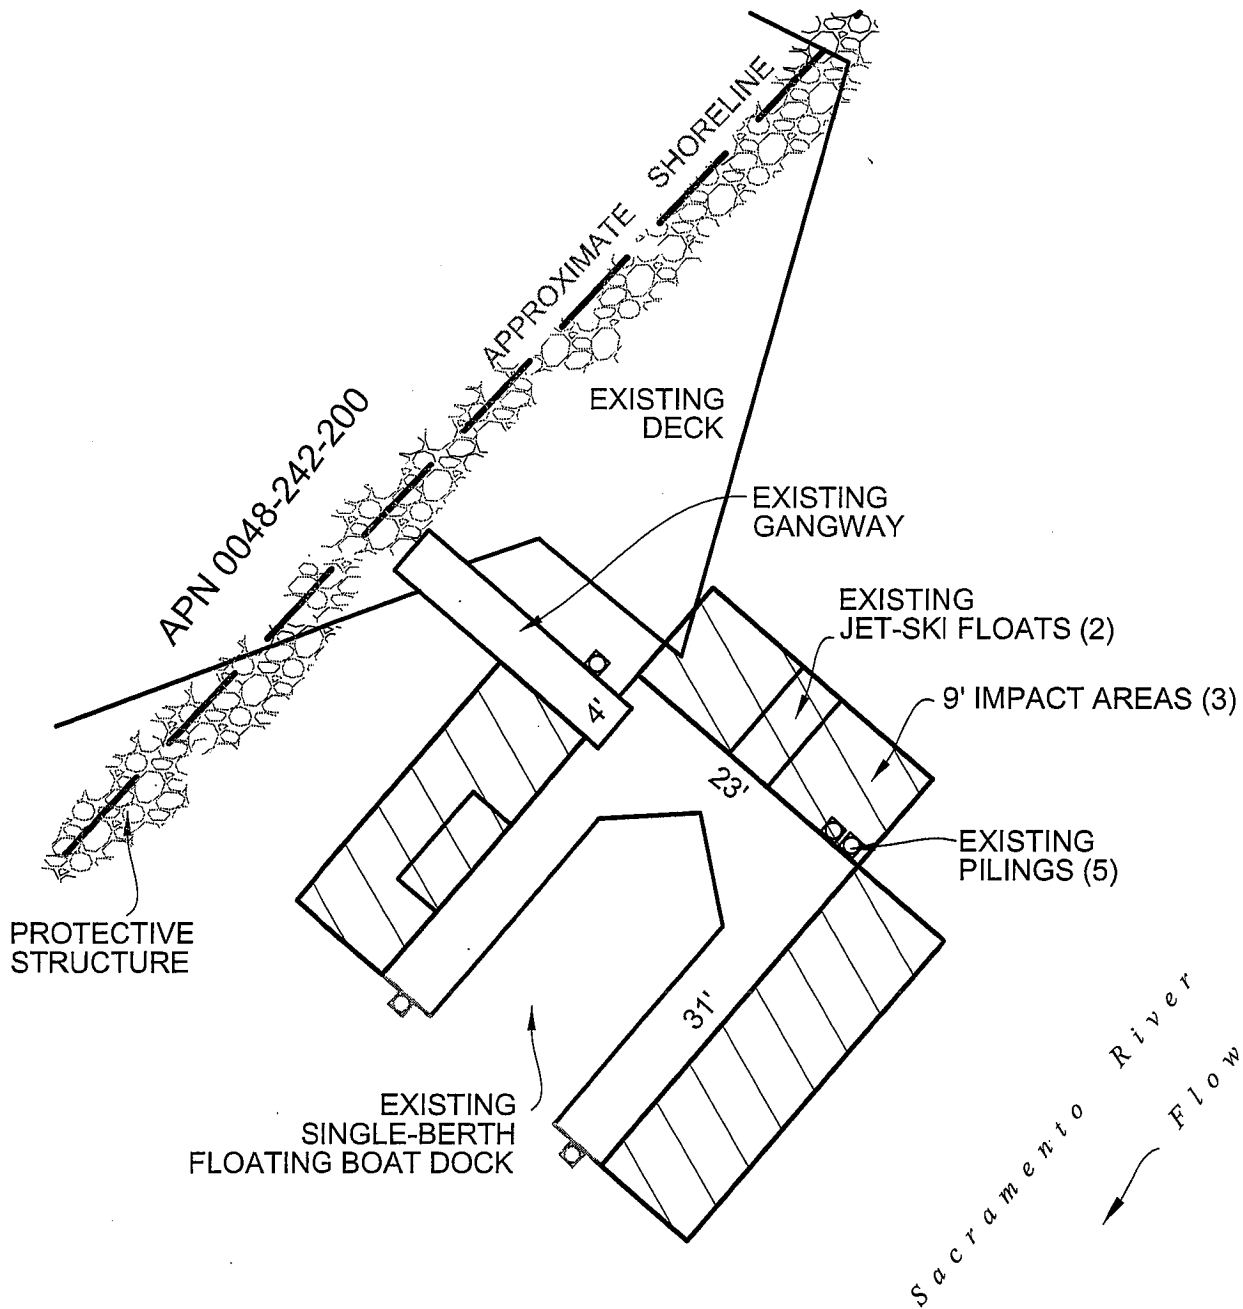 APPROXIMATE SHORELINE
APN 0048-242-200
EXISTING
DECK
EXISTING
GANGWAY
EXISTING
JET-SKI FLOATS (2)
9' IMPACT AREAS (3)
4'
23'
EXISTING
PILINGS (5)
PROTECTIVE
STRUCTURE
31'
EXISTING
SINGLE-BERTH
FLOATING BOAT DOCK
Sacramento River
Flow